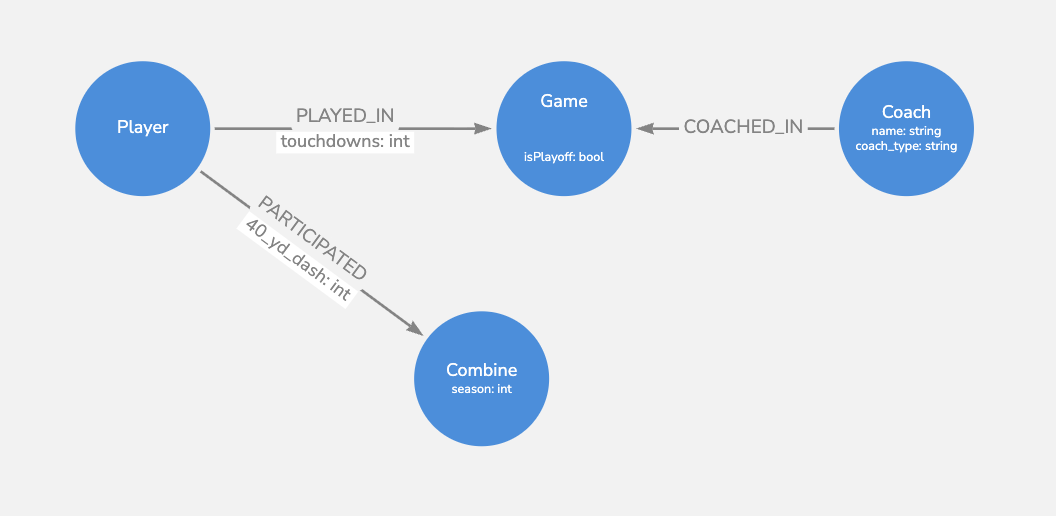 Player
PLAYED_IN
touchdowns: int
Game
isPlayoff: bool
COACHED_IN
Coach
name: string
coach_type: string
PARTICIPATED
40_yd_dash: int
Combine
season: int